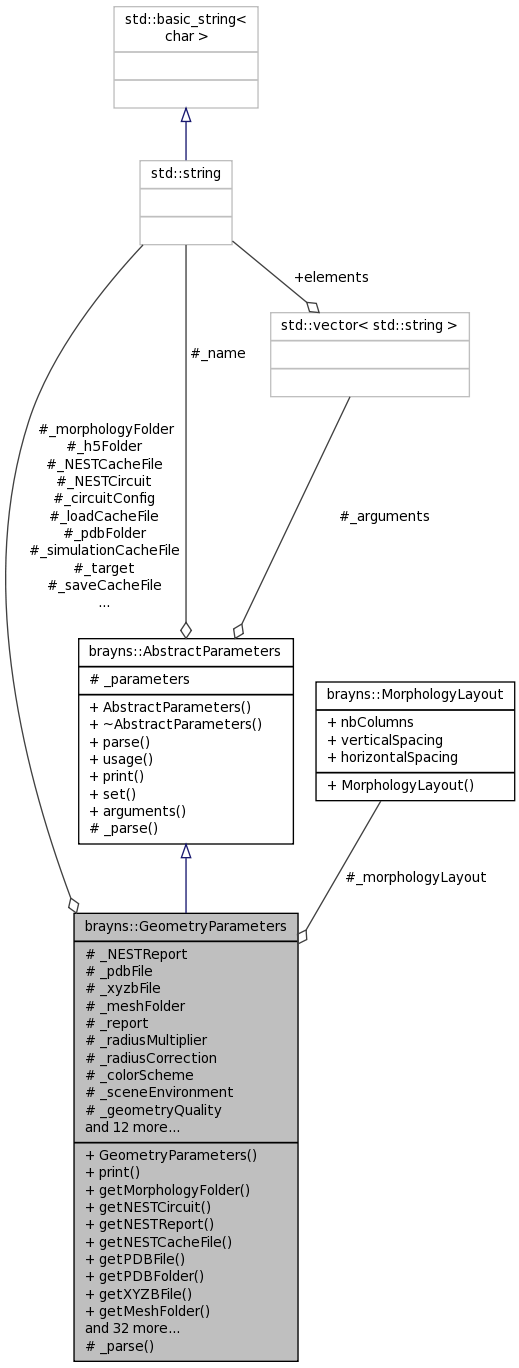 std::basic_string<
char >
std::string
+elements
std::vector< std::string >
#_name
#_morphologyFolder
#_h5Folder
#_NESTCacheFile
#_NESTCircuit
#_circuitConfig
#_loadCacheFile
#_pdbFolder
#_simulationCacheFile
#_target
#_saveCacheFile
...
#_arguments
brayns::AbstractParameters
# _parameters
+ AbstractParameters()
+ ~AbstractParameters()
+ parse()
+ usage()
+ print()
+ set()
+ arguments()
# _parse()
brayns::MorphologyLayout
+ nbColumns
+ verticalSpacing
+ horizontalSpacing
+ MorphologyLayout()
#_morphologyLayout
brayns::GeometryParameters
# _NESTReport
# _pdbFile
# _xyzbFile
# _meshFolder
# _report
# _radiusMultiplier
# _radiusCorrection
# _colorScheme
# _sceneEnvironment
# _geometryQuality
and 12 more...
+ GeometryParameters()
+ print()
+ getMorphologyFolder()
+ getNESTCircuit()
+ getNESTReport()
+ getNESTCacheFile()
+ getPDBFile()
+ getPDBFolder()
+ getXYZBFile()
+ getMeshFolder()
and 32 more...
# _parse()